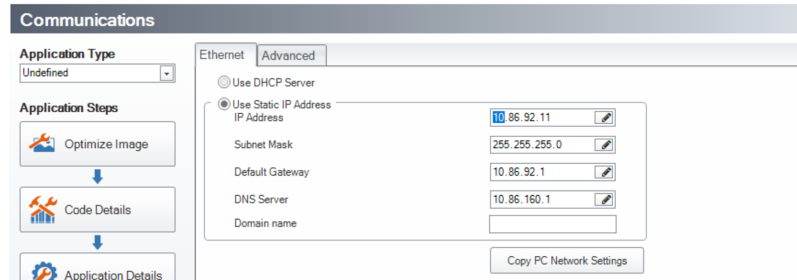 Communications
Application Type
Undefined
Application Steps
Optimize Image
Code Details
Application Details
Ethernet
Advanced
Use DHCP Server
Use Static IP Address
IP Address
10.86.92.11
Subnet Mask
255.255.255.0
Default Gateway
10.86.92.1
DNS Server
10.86.160.1
Domain name
Copy PC Network Settings